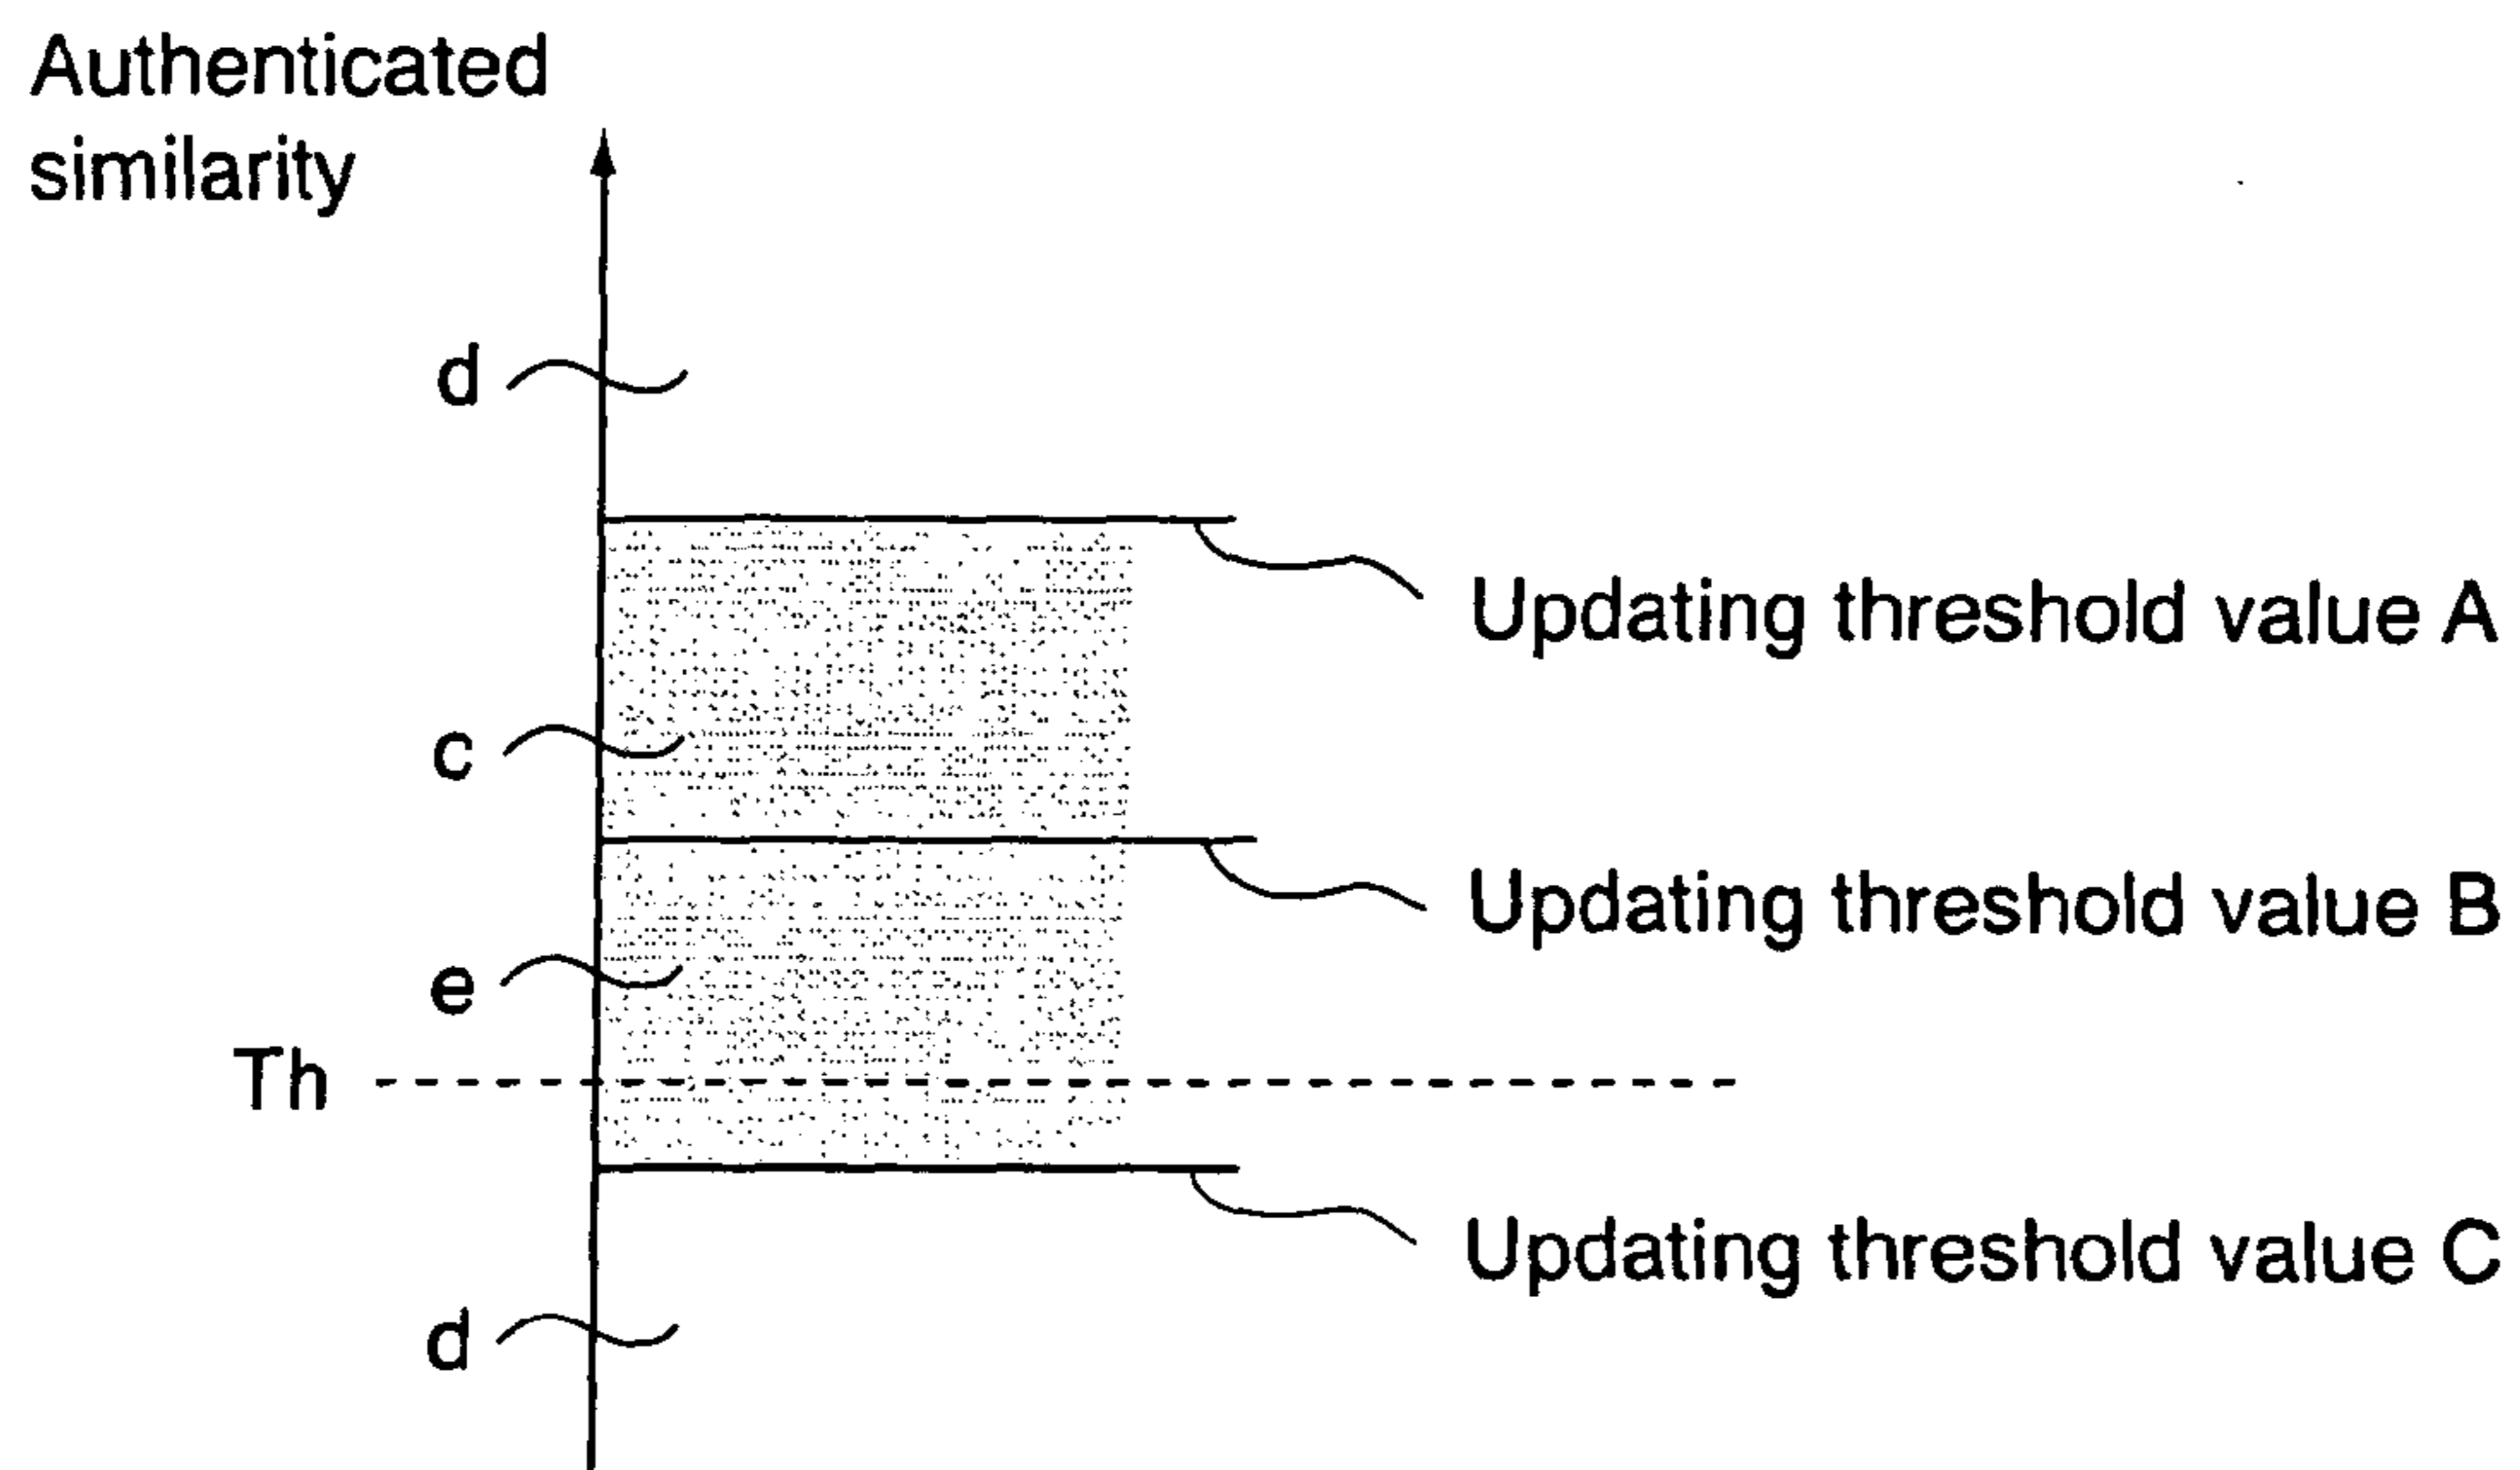 Authenticated
similarity
d
Updating threshold value A
c
Updating threshold value B
e
Th
Updating threshold value C
d